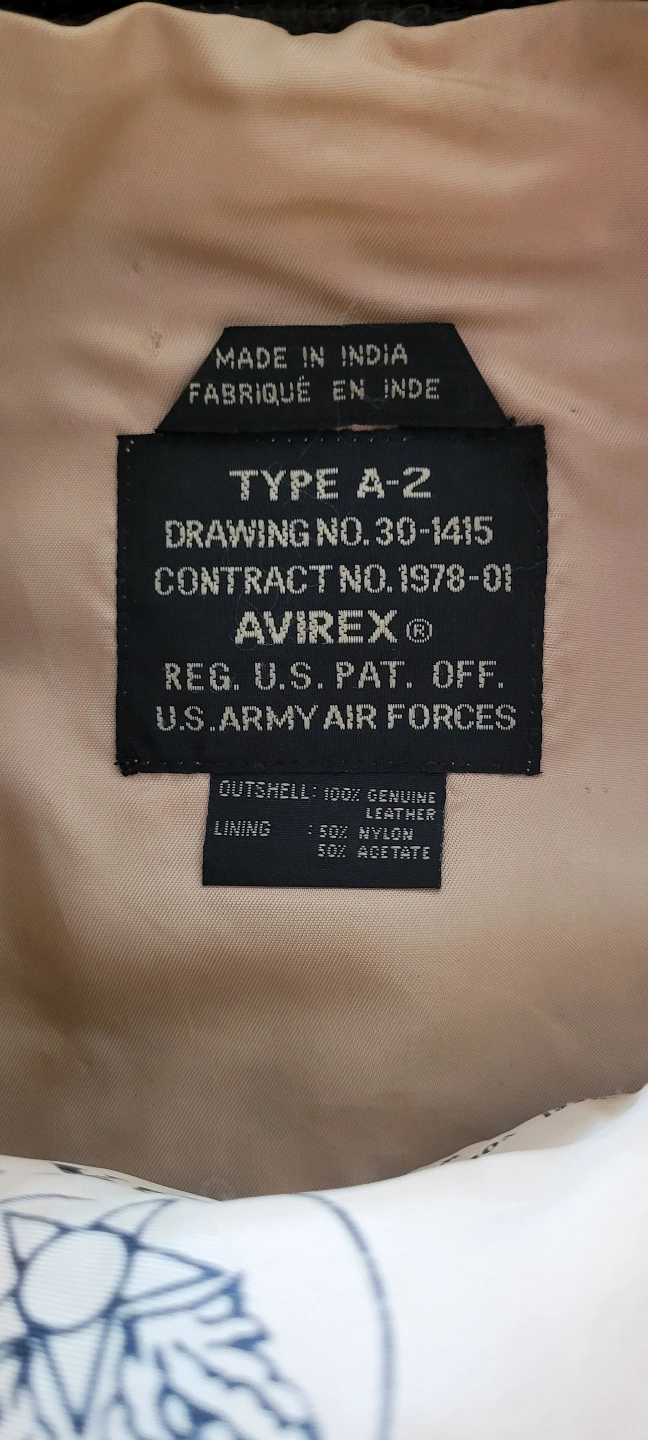 MADE IN INDIA
FABRIQUÉ EN INDE
TYPE A-2
DRAWING NO. 30-1415
CONTRACT NO. 1978-01
AVIREX ®
REG. U.S. PAT. OFF.
U.S. ARMY AIR FORCES
OUTSHELL: 100% GENUINE
LEATHER
LINING : 50% NYLON
50% ACETATE